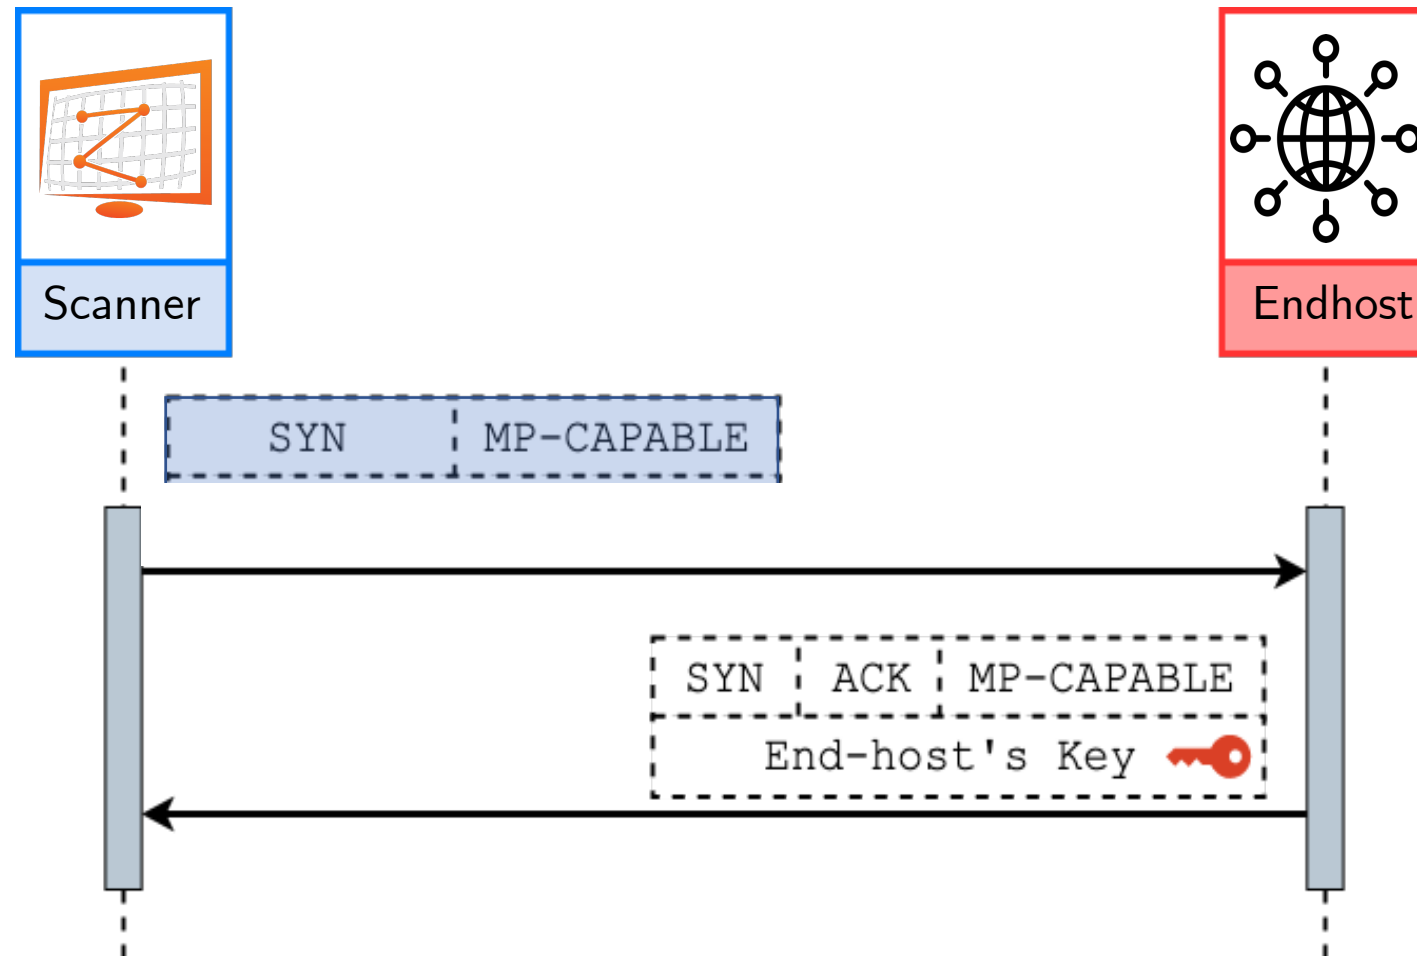 Scanner
Endhost
SYN MP-CAPABLE
SYN ACK MP-CAPABLE
End-host's Key